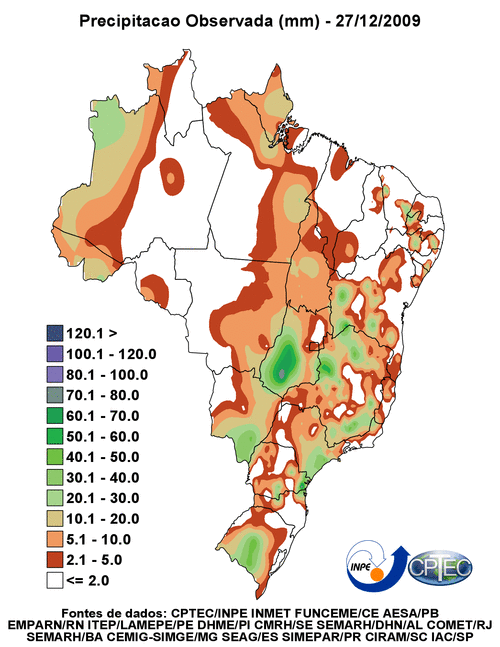 Precipitacao Observada (mm) - 27/12/2009
120.1 >
100.1 - 120.0
80.1 - 100.0
70.1 - 80.0
60.1 - 70.0
50.1 - 60.0
40.1 - 50.0
30.1 - 40.0
20.1 - 30.0
10.1 - 20.0
5.1 - 10.0
2.1 - 5.0
<= 2.0
INPE
CPTEC
Fontes de dados: CPTEC/INPE INMET FUNCEME/CE AESA/PB
EMPARN/RN ITEP/LAMEPE/PE DHME/PI CMRH/SE SEMARH/DHN/AL COMET/RJ
SEMARH/BA CEMIG-SIMGE/MG SEAG/ES SIMEPAR/PR CIRAM/SC IAC/SP